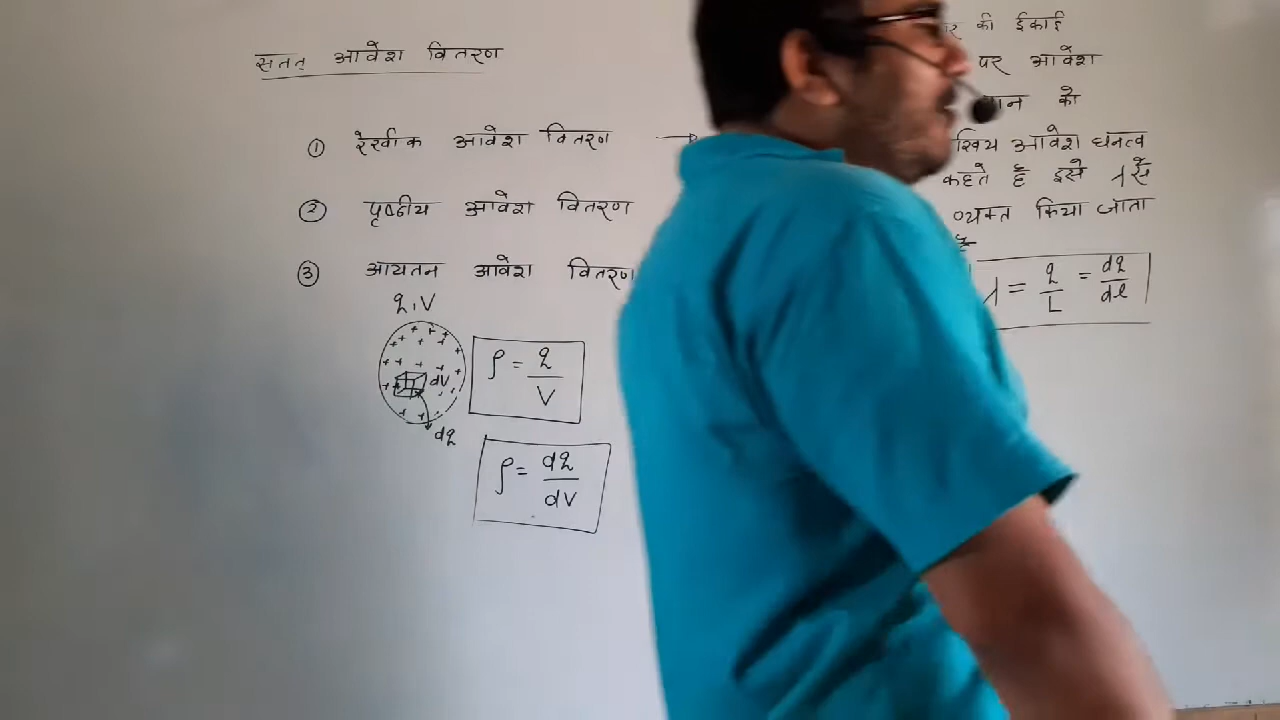 सतत् आवेश वितरण
① रेखीक आवेश वितरण →
② पृष्ठीय आवेश वितरण
③ आयतन आवेश वितरण
q, V
dV
dq
ρ = q/V
ρ = dq/dV
की ईकाई
पर आवेश
को
आवेश घनत्व
कहते है इसे λ से
व्यक्त किया जाता
है
λ = q/L = dq/dl